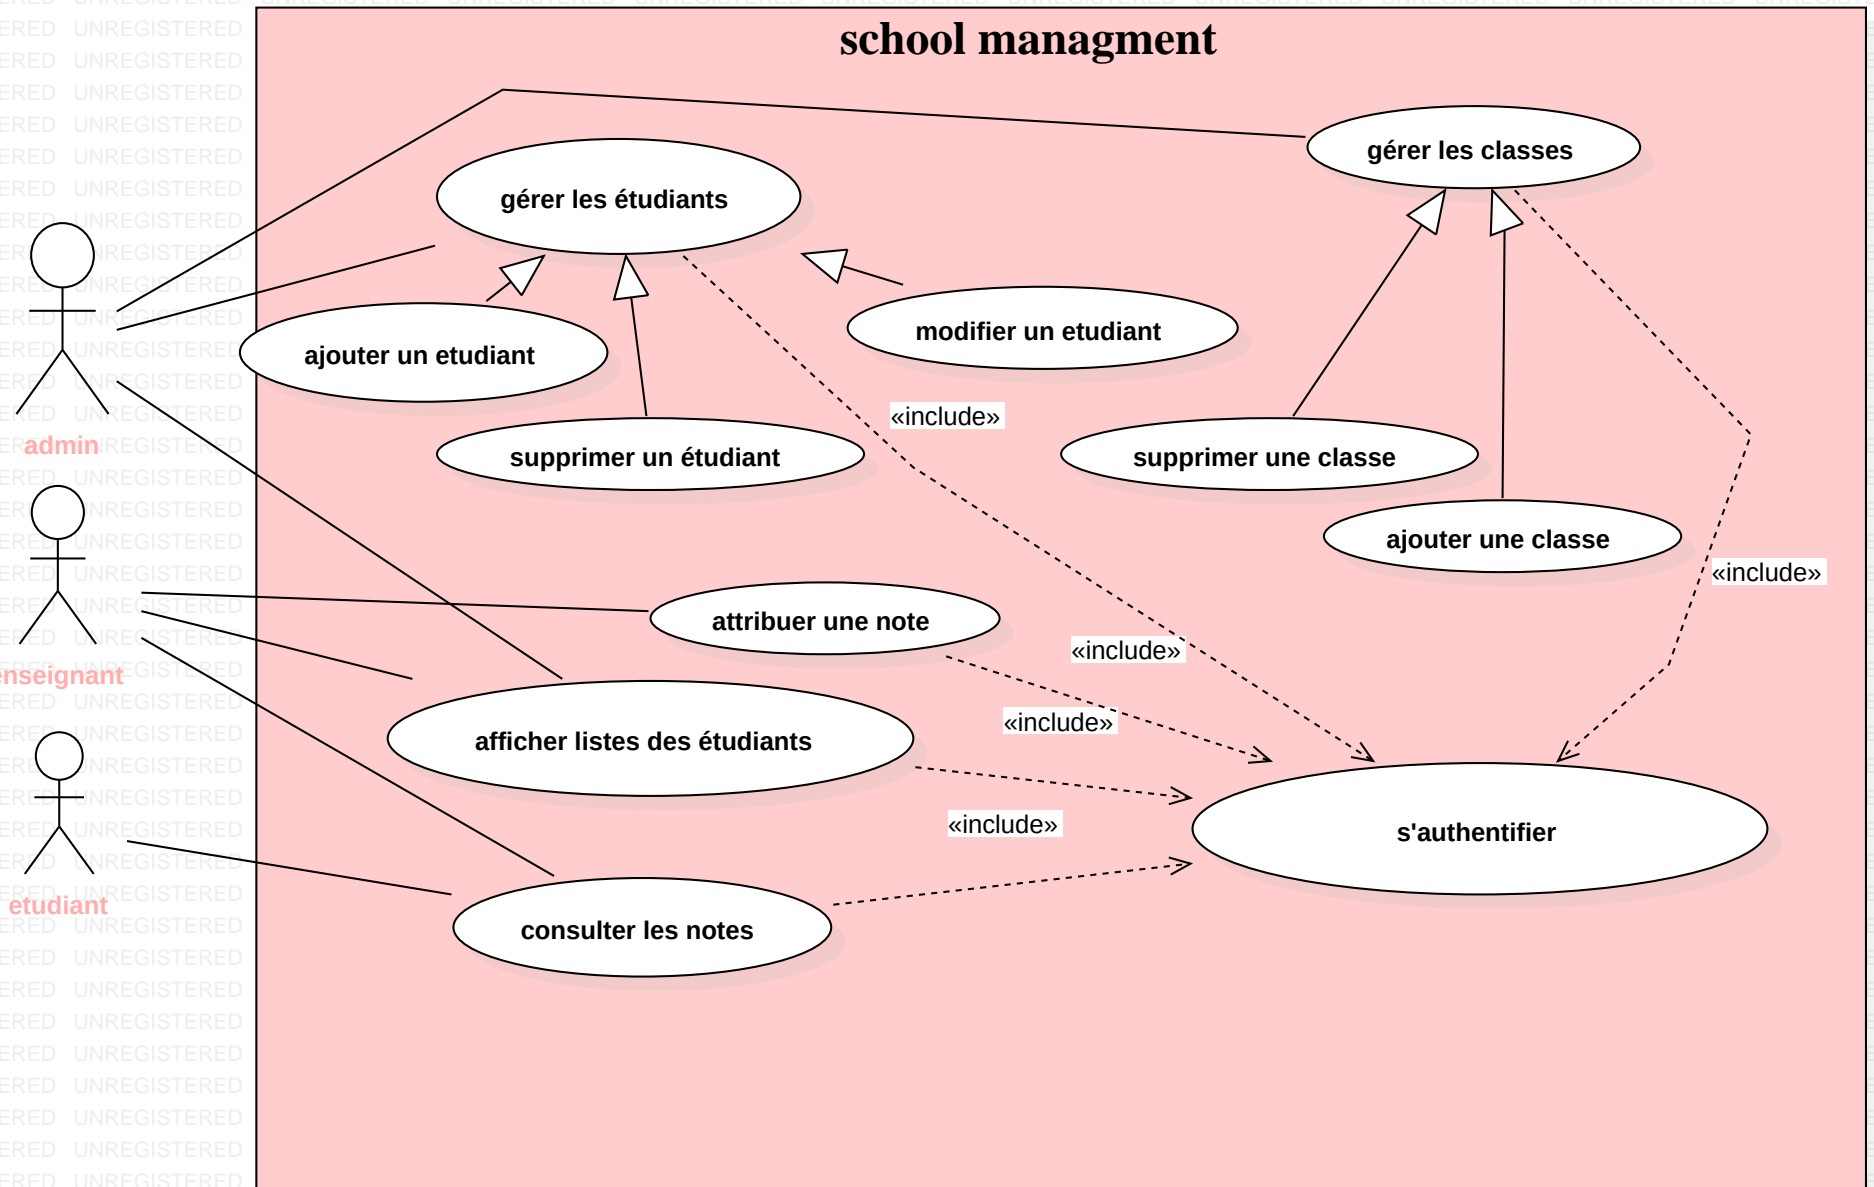 school managment
gérer les classes
gérer les étudiants
modifier un etudiant
ajouter un etudiant
«include»
admin
supprimer un étudiant
supprimer une classe
ajouter une classe
«include»
attribuer une note
«include»
enseignant
«include»
afficher listes des étudiants
«include»
s'authentifier
etudiant
consulter les notes
UNREGISTERED